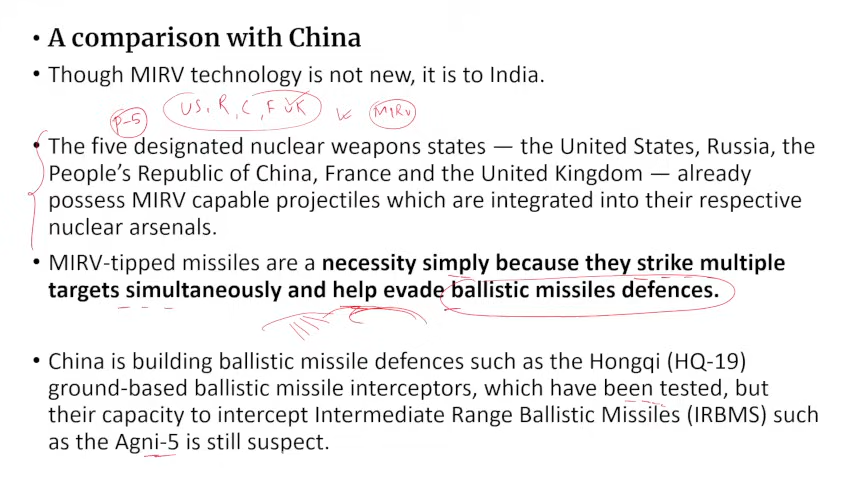 • A comparison with China
• Though MIRV technology is not new, it is to India.
US, R, C, F UK
MIRV
P-5
• The five designated nuclear weapons states — the United States, Russia, the
People's Republic of China, France and the United Kingdom — already
possess MIRV capable projectiles which are integrated into their respective
nuclear arsenals.
• MIRV-tipped missiles are a necessity simply because they strike multiple
targets simultaneously and help evade ballistic missiles defences.
• China is building ballistic missile defences such as the Hongqi (HQ-19)
ground-based ballistic missile interceptors, which have been tested, but
their capacity to intercept Intermediate Range Ballistic Missiles (IRBMS) such
as the Agni-5 is still suspect.